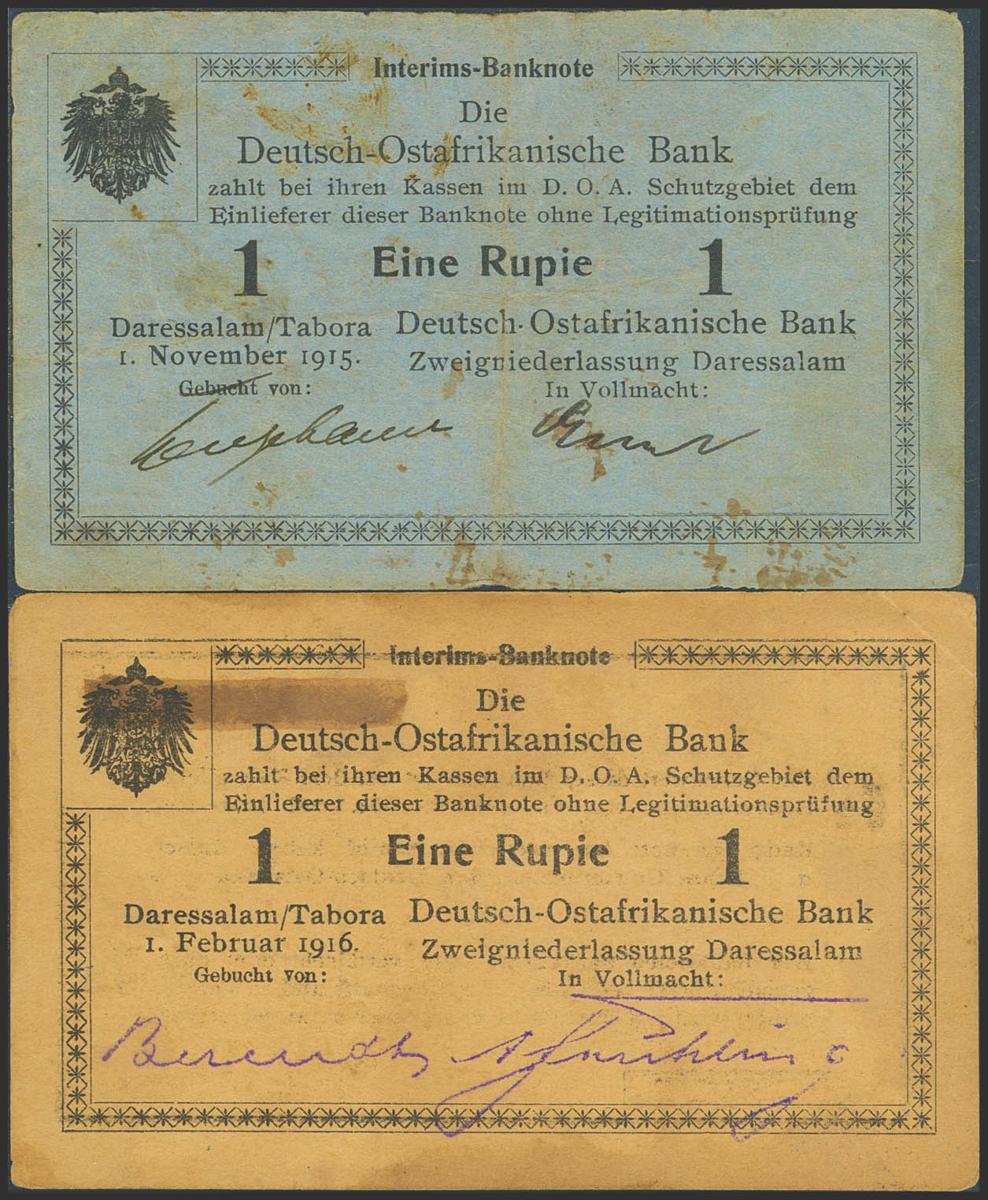 Interims-Banknote
Die
Deutsch-Ostafrikanische Bank
zahlt bei ihren Kassen im D. O. A. Schutzgebiet dem
Einlieferer dieser Banknote ohne Legitimationsprüfung
1 Eine Rupie 1
Daressalam/Tabora Deutsch-Ostafrikanische Bank
1. November 1915. Zweigniederlassung Daressalam
Gebucht von: In Vollmacht:
Interims-Banknote
Die
Deutsch-Ostafrikanische Bank
zahlt bei ihren Kassen im D. O. A. Schutzgebiet dem
Einlieferer dieser Banknote ohne Legitimationsprüfung
1 Eine Rupie 1
Daressalam/Tabora Deutsch-Ostafrikanische Bank
1. Februar 1916. Zweigniederlassung Daressalam
Gebucht von: In Vollmacht: